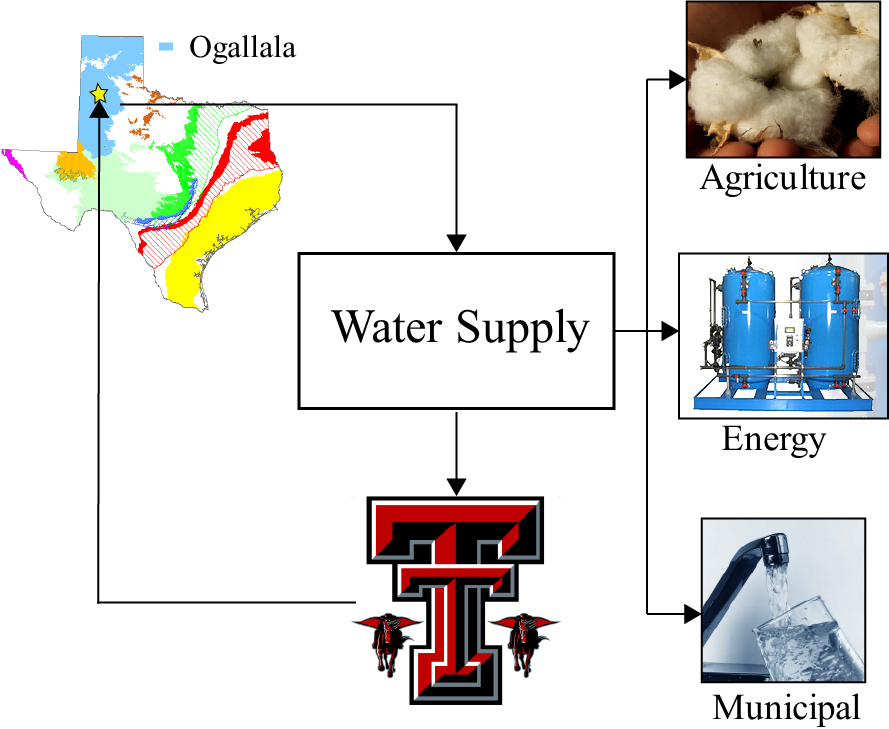 Ogallala
Agriculture
Water Supply
Energy
Municipal